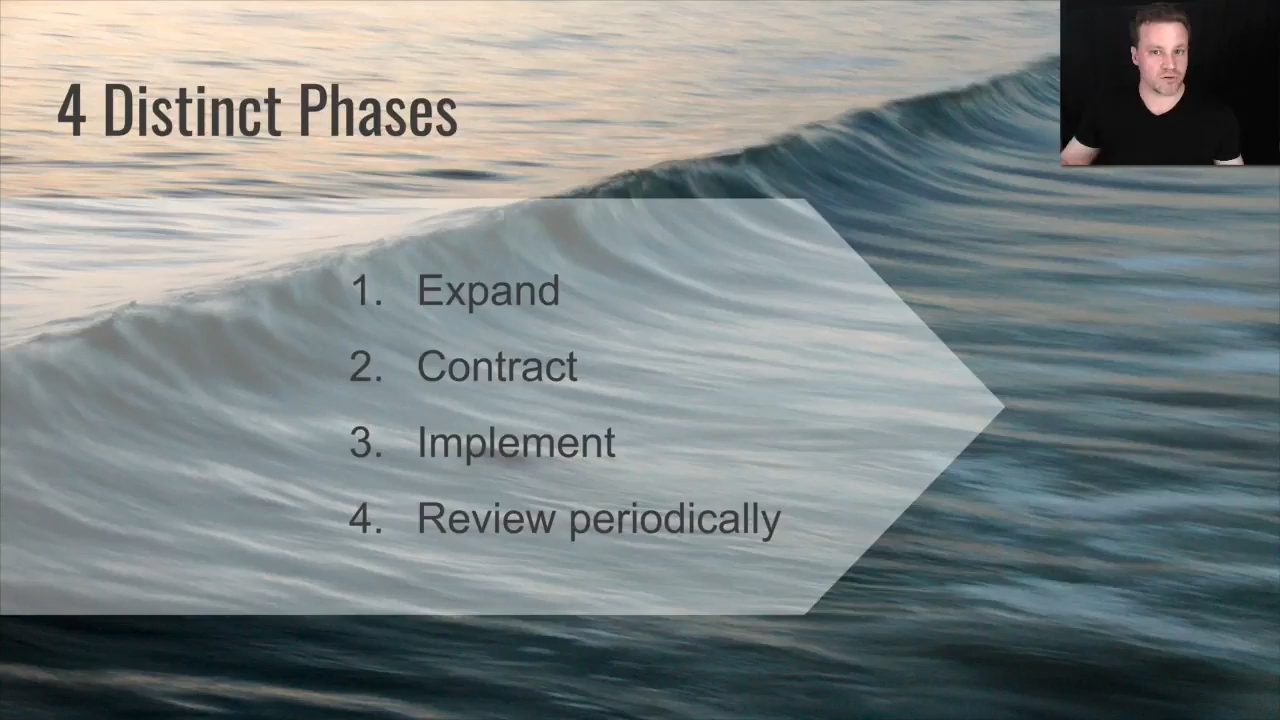 4 Distinct Phases
1. Expand
2. Contract
3. Implement
4. Review periodically